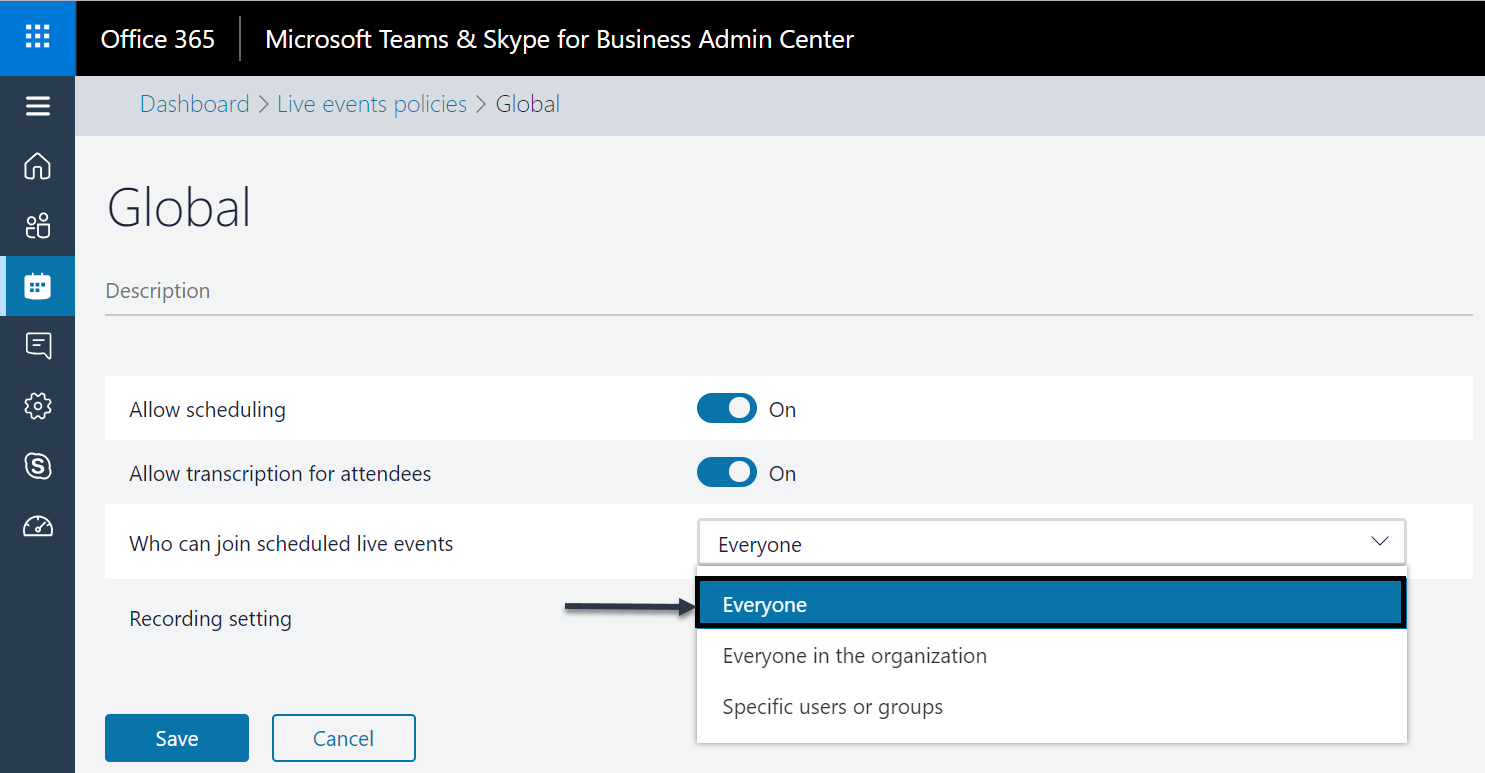 Office 365 Microsoft Teams & Skype for Business Admin Center
Dashboard > Live events policies > Global
Global
Description
Allow scheduling On
Allow transcription for attendees On
Who can join scheduled live events Everyone
Everyone
Recording setting
Everyone in the organization
Specific users or groups
Save Cancel